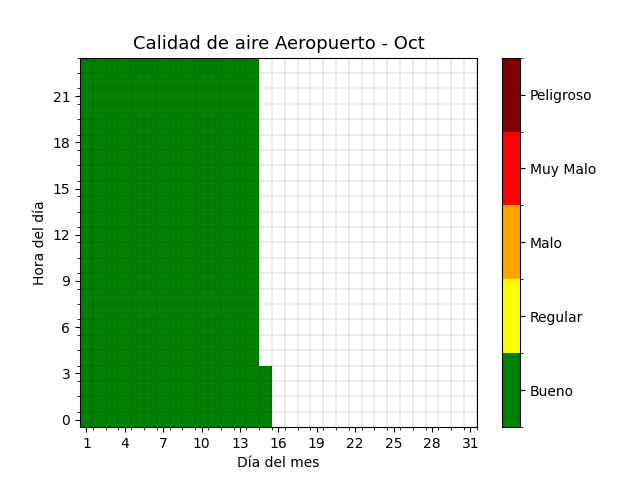 Calidad de aire Aeropuerto - Oct
Hora del día
21
18
15
12
9
6
3
0
1 4 7 10 13 16 19 22 25 28 31
Día del mes
Peligroso
Muy Malo
Malo
Regular
Bueno